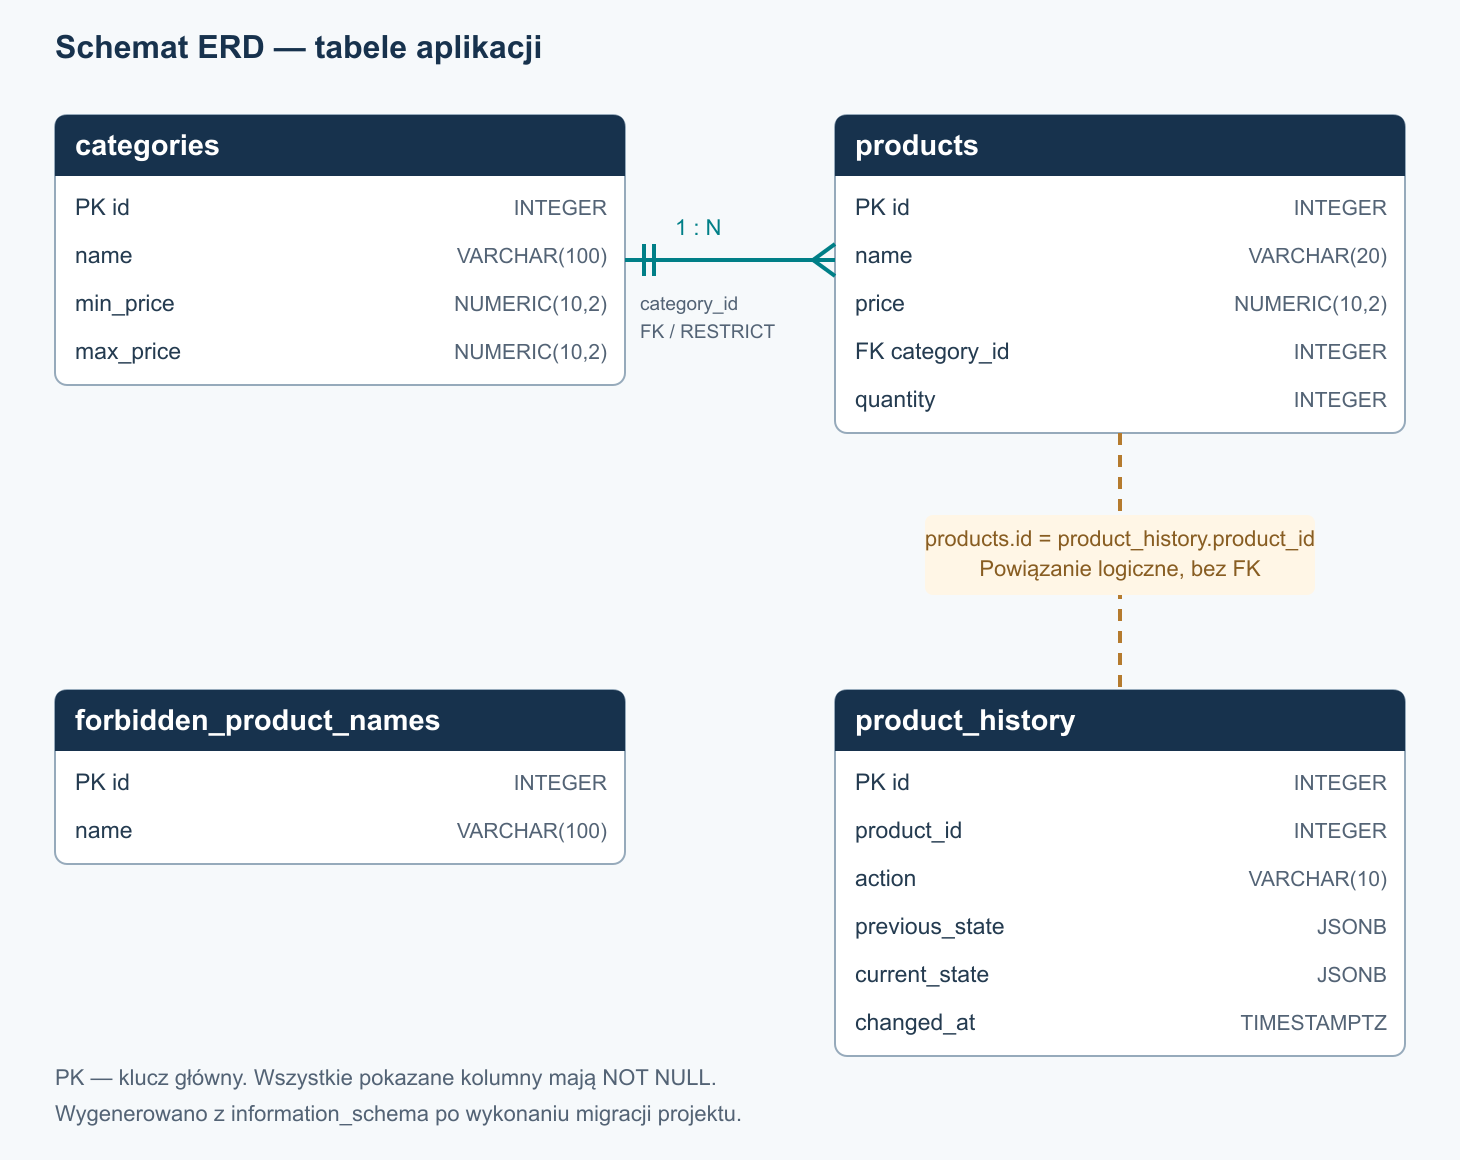 Schemat ERD — tabele aplikacji
categories
PK id INTEGER
name VARCHAR(100)
min_price NUMERIC(10,2)
max_price NUMERIC(10,2)
1 : N
category_id
FK / RESTRICT
products
PK id INTEGER
name VARCHAR(20)
price NUMERIC(10,2)
FK category_id INTEGER
quantity INTEGER
products.id = product_history.product_id
Powiązanie logiczne, bez FK
forbidden_product_names
PK id INTEGER
name VARCHAR(100)
product_history
PK id INTEGER
product_id INTEGER
action VARCHAR(10)
previous_state JSONB
current_state JSONB
changed_at TIMESTAMPTZ
PK — klucz główny. Wszystkie pokazane kolumny mają NOT NULL.
Wygenerowano z information_schema po wykonaniu migracji projektu.